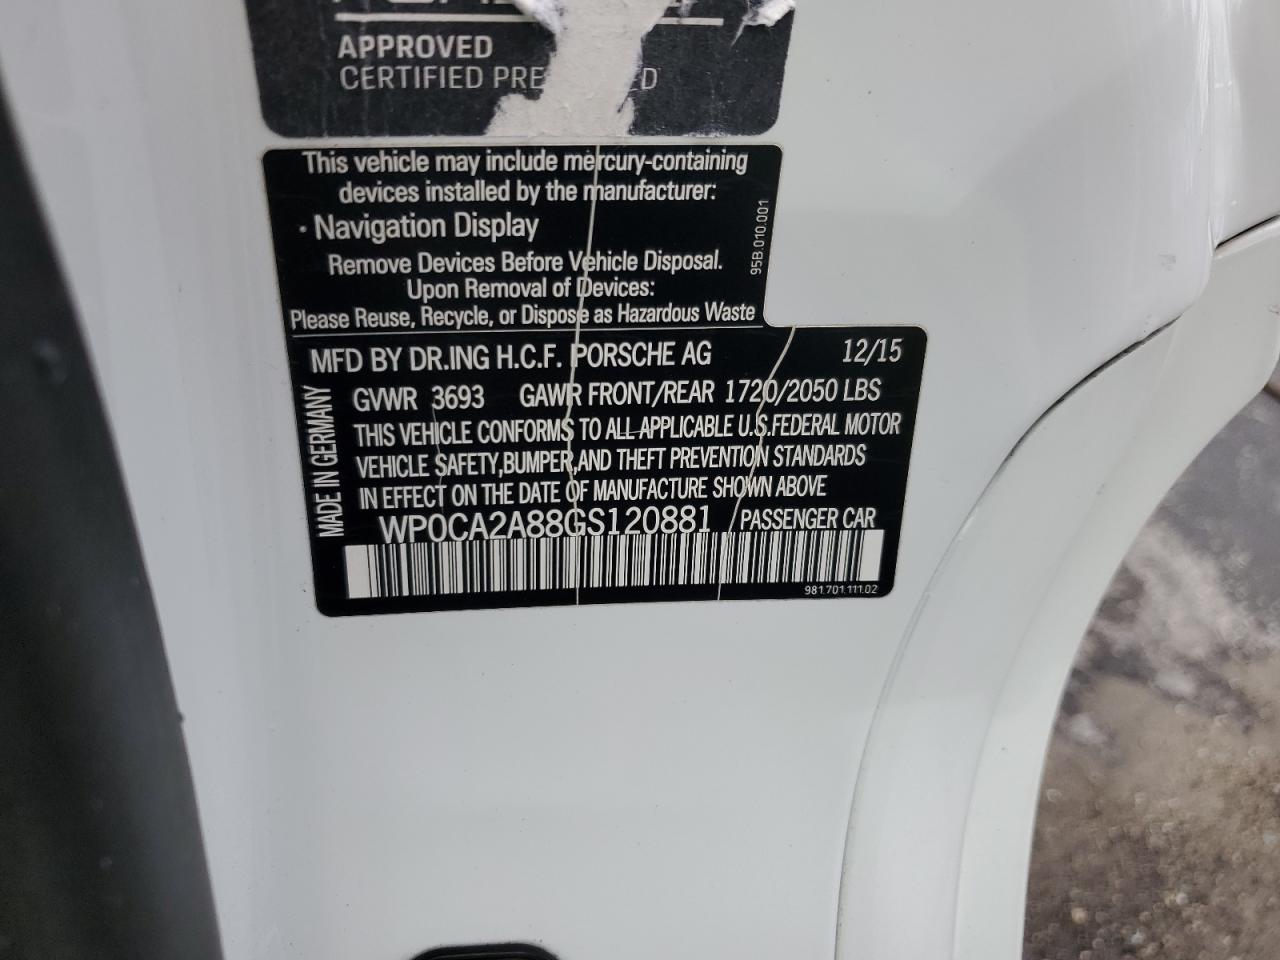 APPROVED
CERTIFIED
This vehicle may include mercury-containing
devices installed by the manufacturer:
· Navigation Display
Remove Devices Before Vehicle Disposal.
Upon Removal of Devices:
Please Reuse, Recycle, or Dispose as Hazardous Waste
95B.010.001
MFD BY DR.ING H.C.F. PORSCHE AG 12/15
GVWR 3693 GAWR FRONT/REAR 1720/2050 LBS
THIS VEHICLE CONFORMS TO ALL APPLICABLE U.S.FEDERAL MOTOR
VEHICLE SAFETY,BUMPER,AND THEFT PREVENTION STANDARDS
IN EFFECT ON THE DATE OF MANUFACTURE SHOWN ABOVE
WP0CA2A88GS120881 PASSENGER CAR
MADE IN GERMANY
981.701.111.02